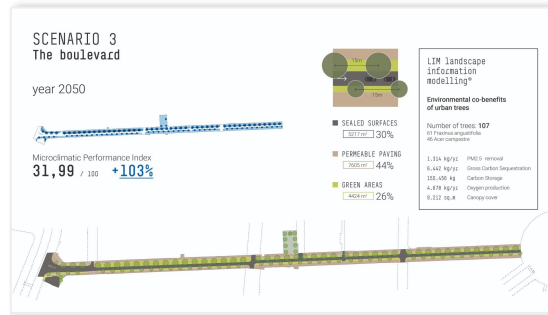 SCENARIO 3
The boulevard
year 2050
Microclimatic Performance Index
31,99 / 100 +103%
15m
15m
SEALED SURFACES
5217 m² 30%
PERMEABLE PAVING
7605 m² 44%
GREEN AREAS
4424 m² 26%
LIM landscape
information
modelling®
Environmental co-benefits
of urban trees
Number of trees: 107
61 Fraxinus angustifolia
46 Acer campestre
1,314 kg/yr PM2.5 removal
6,442 kg/yr Gross Carbon Sequestration
150,450 kg Carbon Storage
4,878 kg/yr Oxygen production
9,212 sq.m Canopy cover